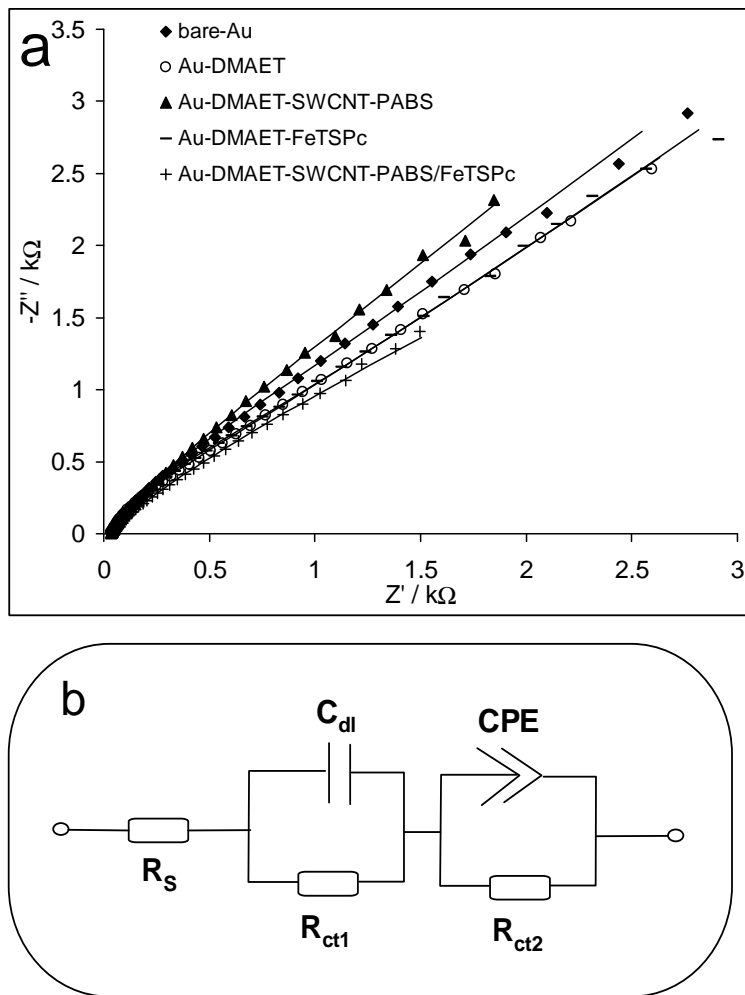 a
bare-Au
Au-DMAET
Au-DMAET-SWCNT-PABS
Au-DMAET-FeTSPc
Au-DMAET-SWCNT-PABS/FeTSPc
3.5
3
2.5
2
1.5
1
0.5
0
-Z" / kΩ
0 0.5 1 1.5 2 2.5 3
Z' / kΩ
b
Cdl
CPE
RS
Rct1
Rct2